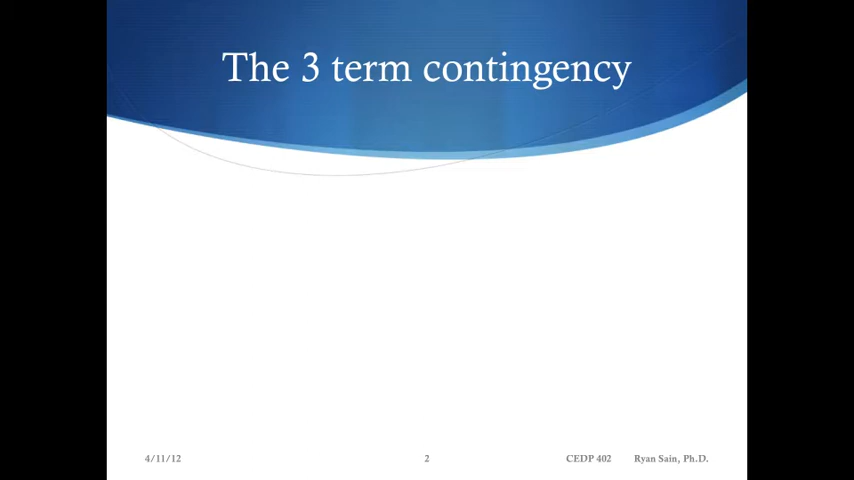 The 3 term contingency
4/11/12 2 CEDP 402 Ryan Sain, Ph.D.